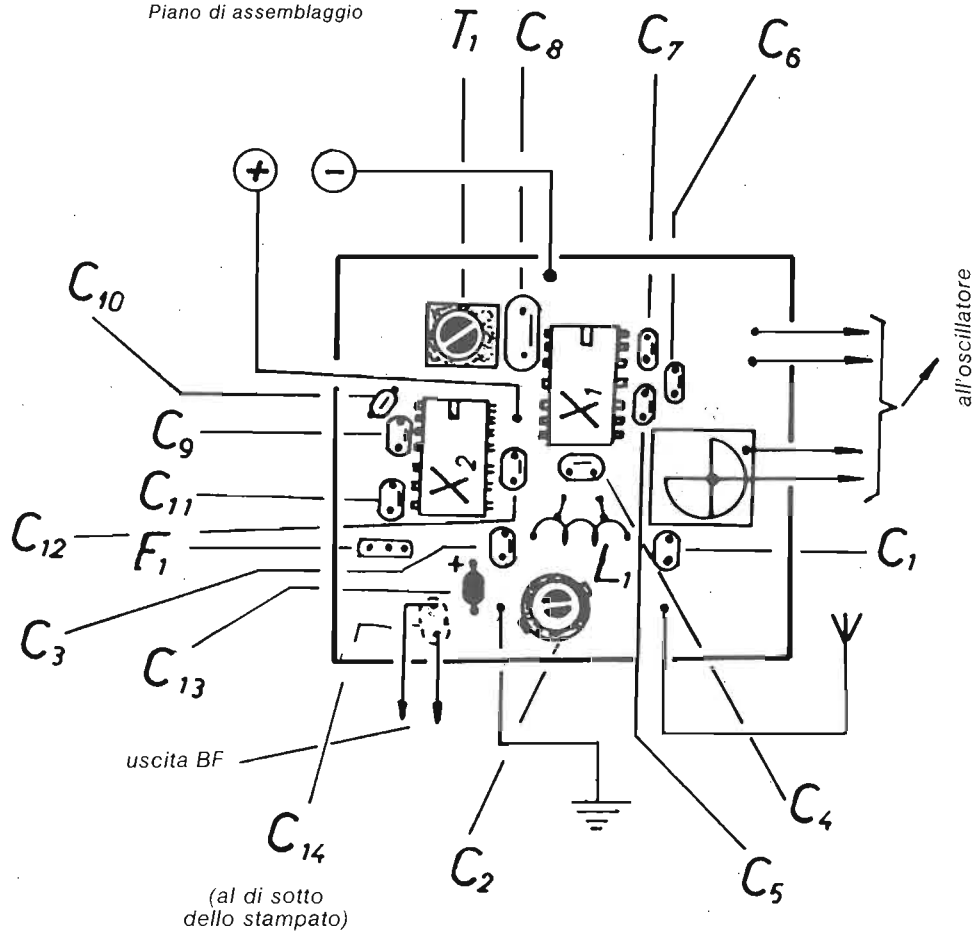 Piano di assemblaggio
T1 C8 C7 C6
+ -
C10
all'oscillatore
X1
C9
X2
C11
C12
F1
C1
+
L1
C3
C13
uscita BF
C4
C14
C2
C5
(al di sotto
dello stampato)